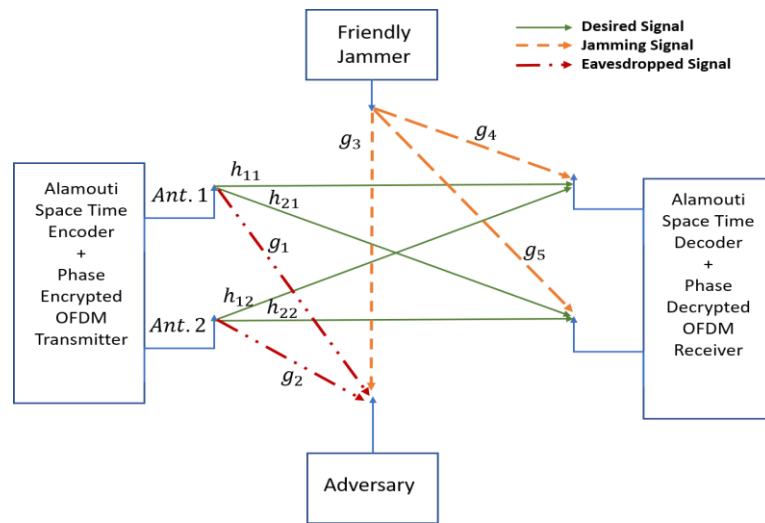 Friendly
Jammer
Desired Signal
Jamming Signal
Eavesdropped Signal
g₃
g₄
h₁₁
Ant. 1
h₂₁
g₁
g₅
h₁₂
h₂₂
Ant. 2
g₂
Alamouti
Space Time
Encoder
+
Phase
Encrypted
OFDM
Transmitter
Alamouti
Space Time
Decoder
+
Phase
Decrypted
OFDM
Receiver
Adversary